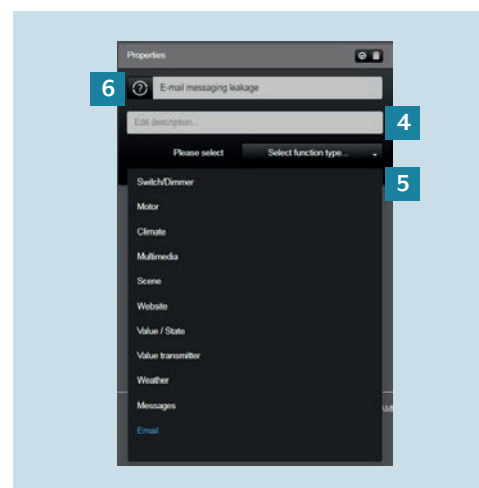 Properties
6
E-mail messaging leakage
Edit description...
4
Please select Select function type...
5
Switch/Dimmer
Motor
Climate
Multimedia
Scene
Website
Value / State
Value transmitter
Weather
Messages
Email